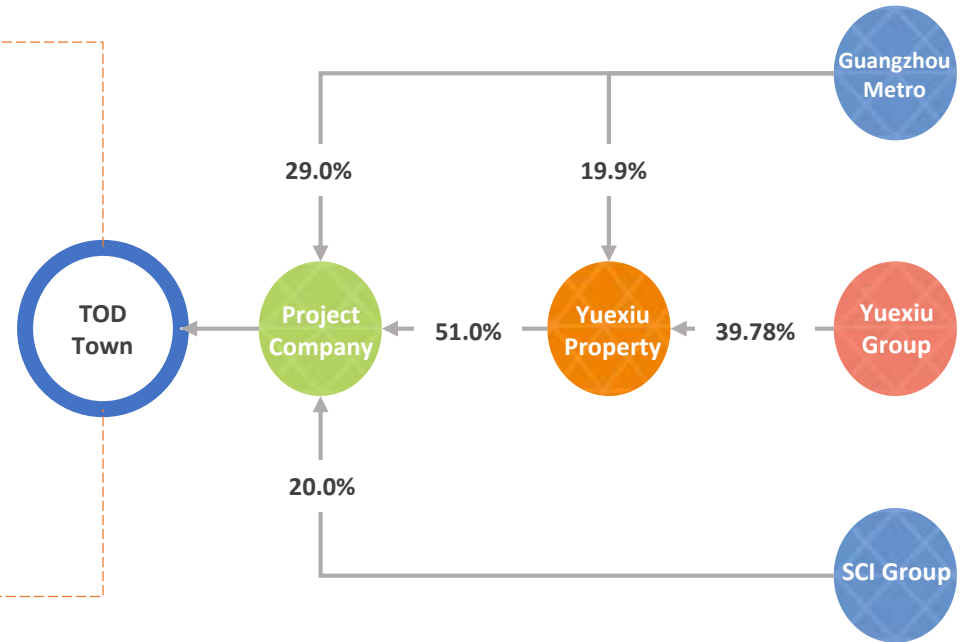 Guangzhou
Metro
29.0%
19.9%
TOD
Town
Project
Company
51.0%
Yuexiu
Property
39.78%
Yuexiu
Group
20.0%
SCI Group